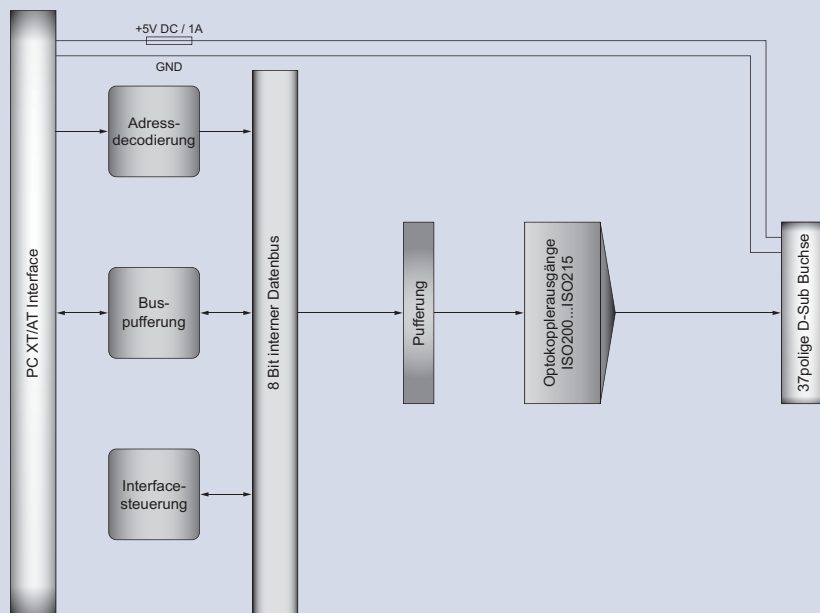 +5V DC / 1A
GND
Adress-
decodierung
Bus-
pufferung
Interface-
steuerung
PC XT/AT Interface
8 Bit interner Datenbus
Pufferung
Optokopplerausgänge
ISO200...ISO215
37polige D-Sub Buchse